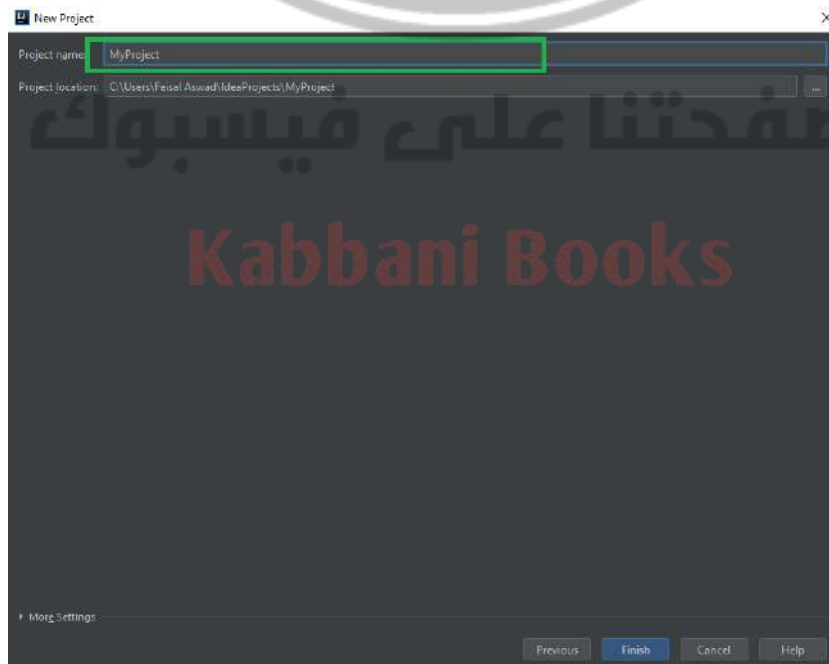 New Project
Project name: MyProject
Project location: C:\Users\Feisal Aswad\IdeaProjects\MyProject ...
صفحتنا على فيسبوك
Kabbani Books
More Settings
Previous Finish Cancel Help